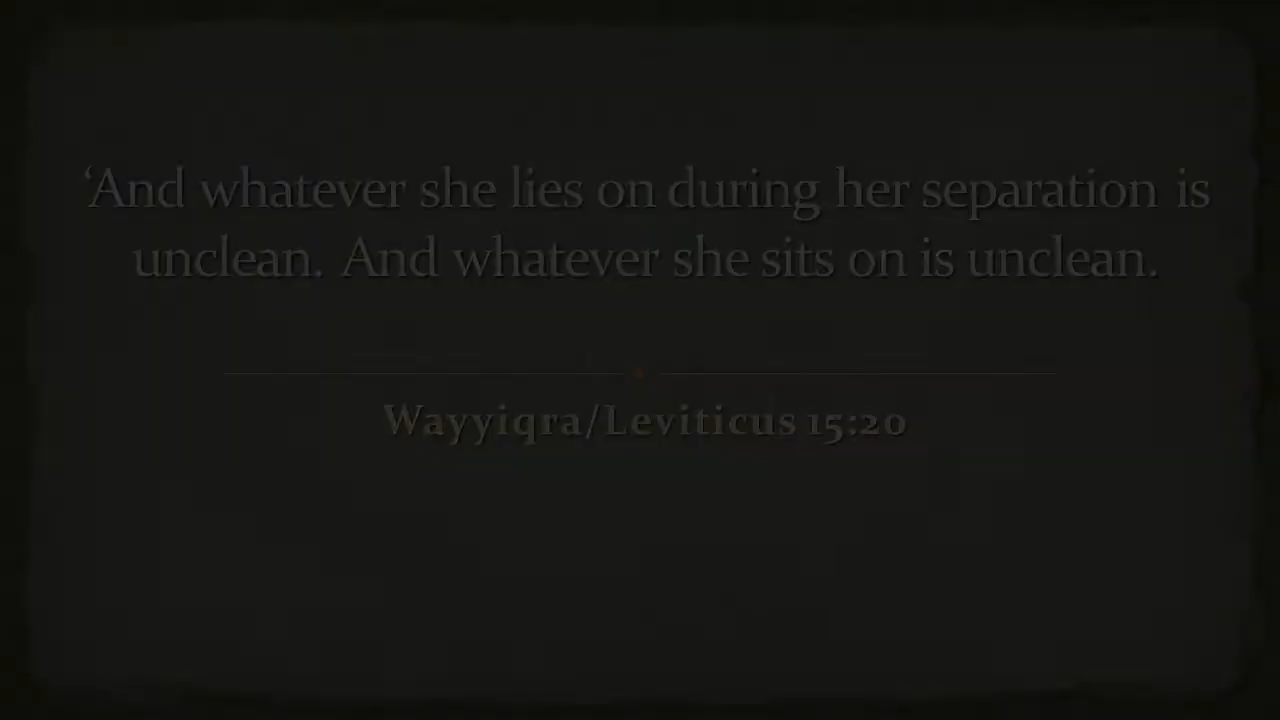 ‘And whatever she lies on during her separation is
unclean. And whatever she sits on is unclean.
Wayyiqra/Leviticus 15:20